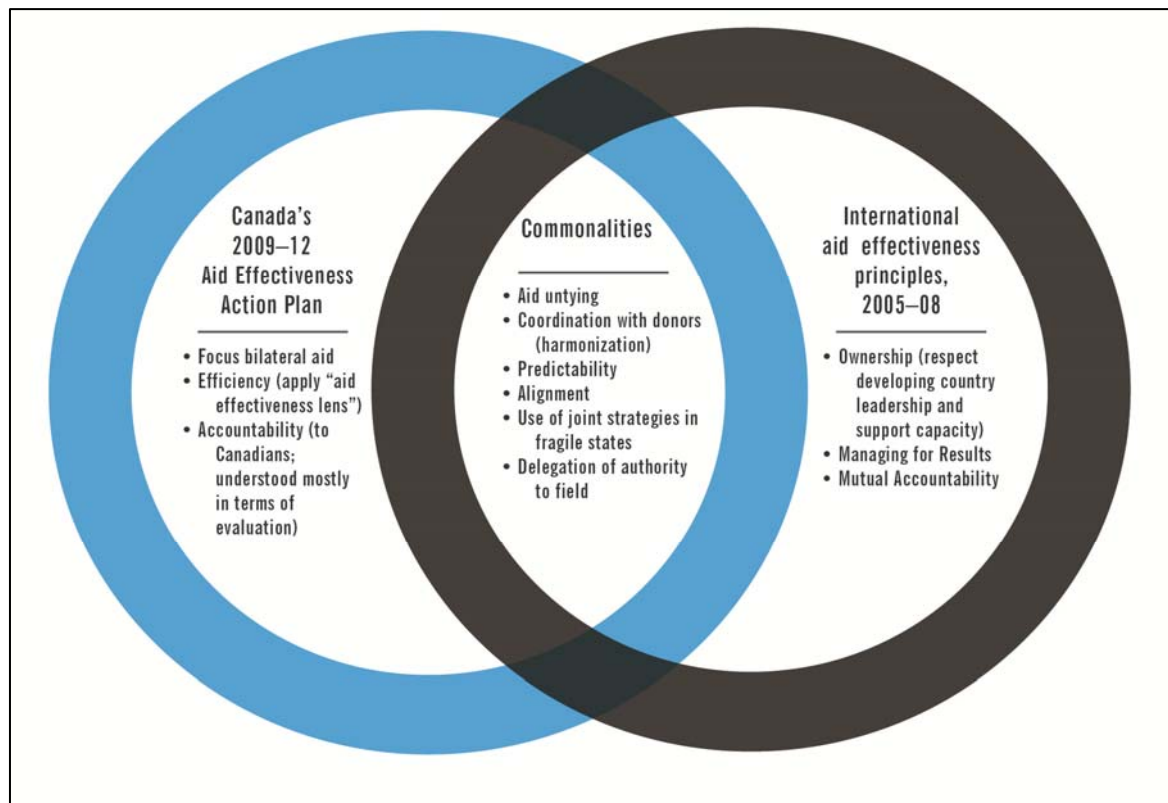 Canada's
2009–12
Aid Effectiveness
Action Plan
• Focus bilateral aid
• Efficiency (apply “aid
effectiveness lens”)
• Accountability (to
Canadians;
understood mostly
in terms of
evaluation)
Commonalities
• Aid untying
• Coordination with donors
(harmonization)
• Predictability
• Alignment
• Use of joint strategies in
fragile states
• Delegation of authority
to field
International
aid effectiveness
principles,
2005–08
• Ownership (respect
developing country
leadership and
support capacity)
• Managing for Results
• Mutual Accountability